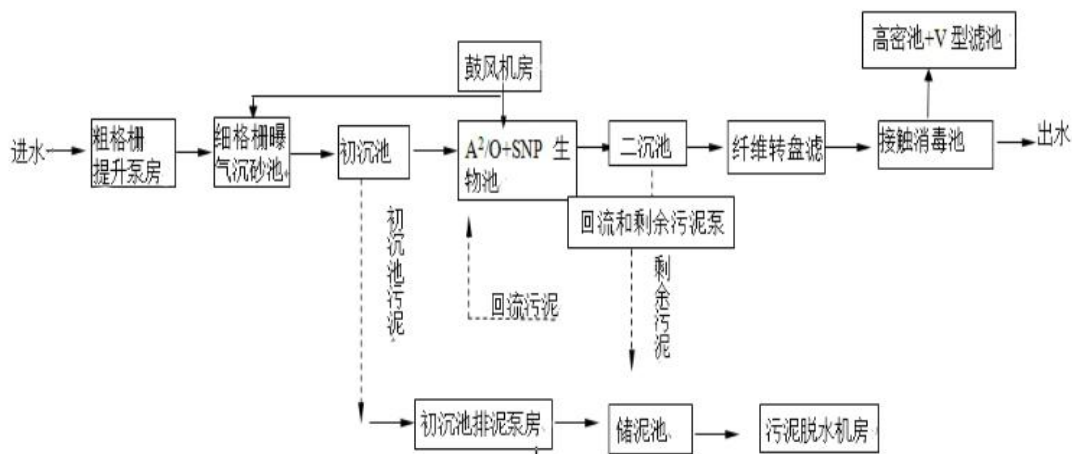 高密池+V 型滤池
鼓风机房
进水
粗格栅
提升泵房
细格栅曝
气沉砂池
初沉池
A²/O+SNP 生
物池
二沉池
纤维转盘滤
接触消毒池
出水
回流和剩余污泥泵
初沉池污泥
回流污泥
剩余污泥
初沉池排泥泵房
储泥池
污泥脱水机房